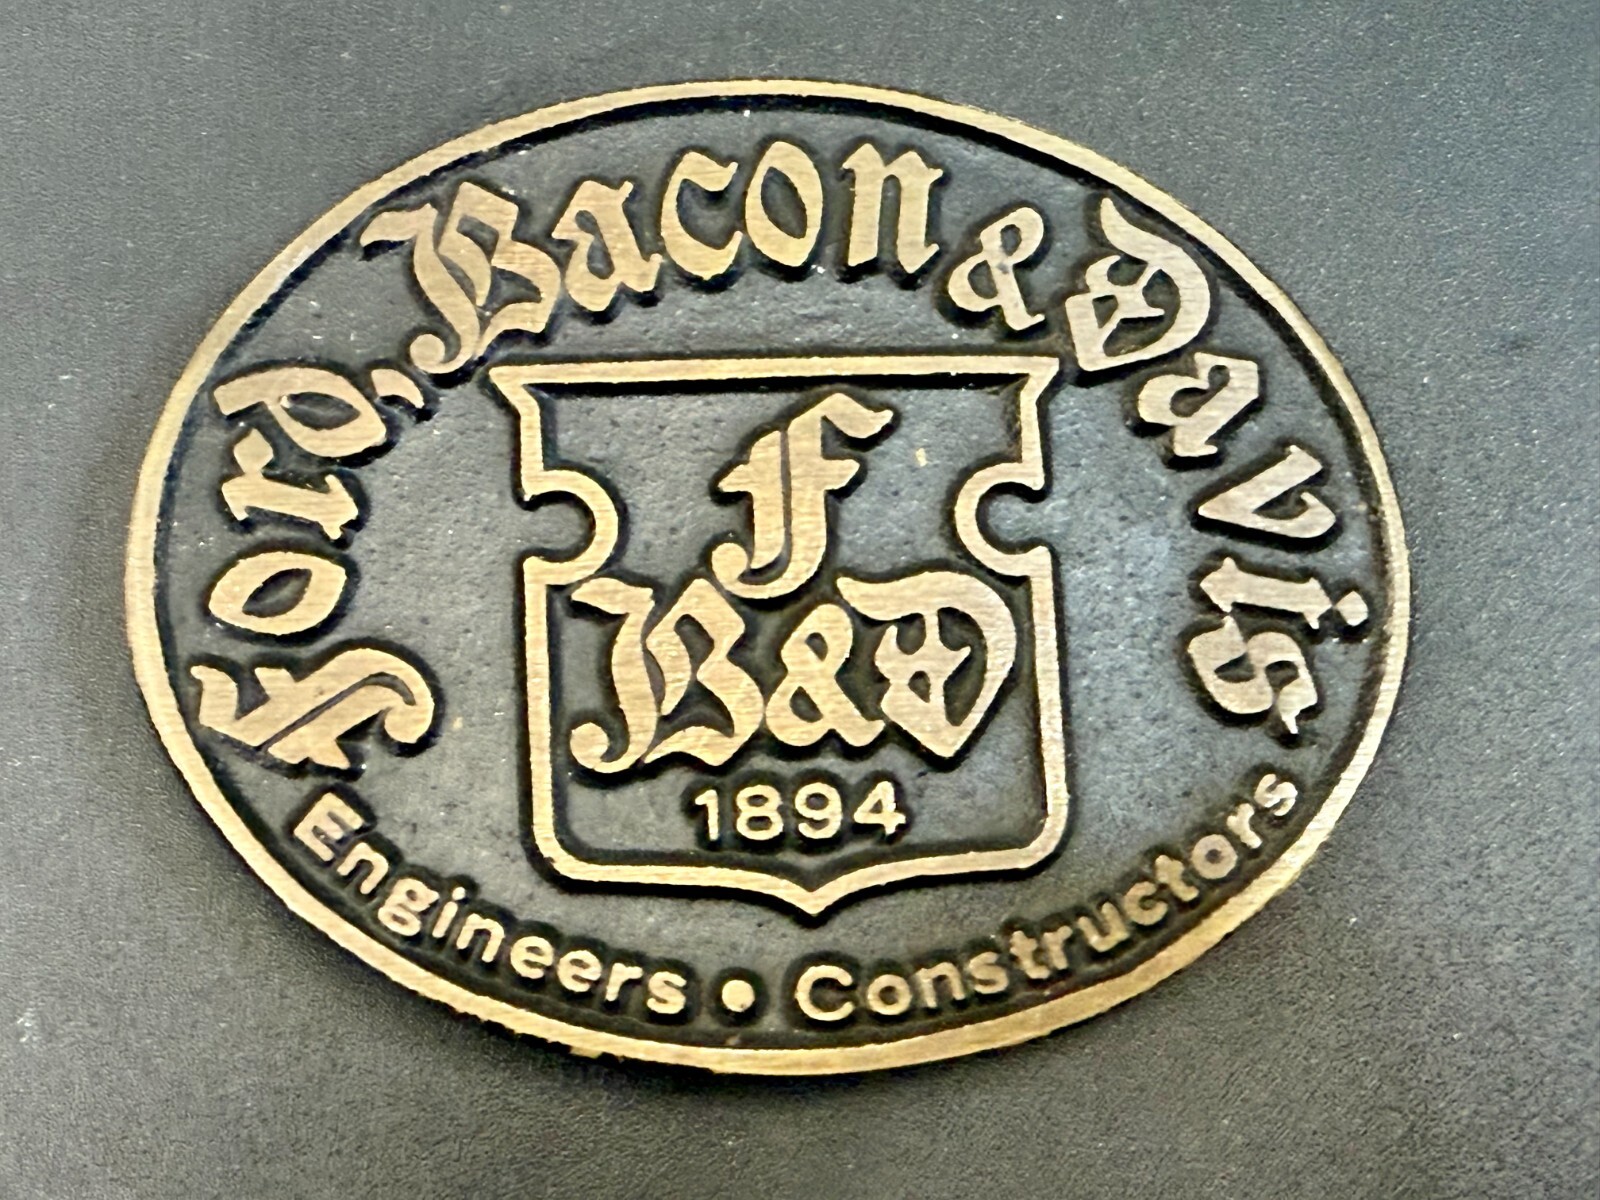 Ford, Bacon & Davis
F
B&D
1894
Engineers • Constructors